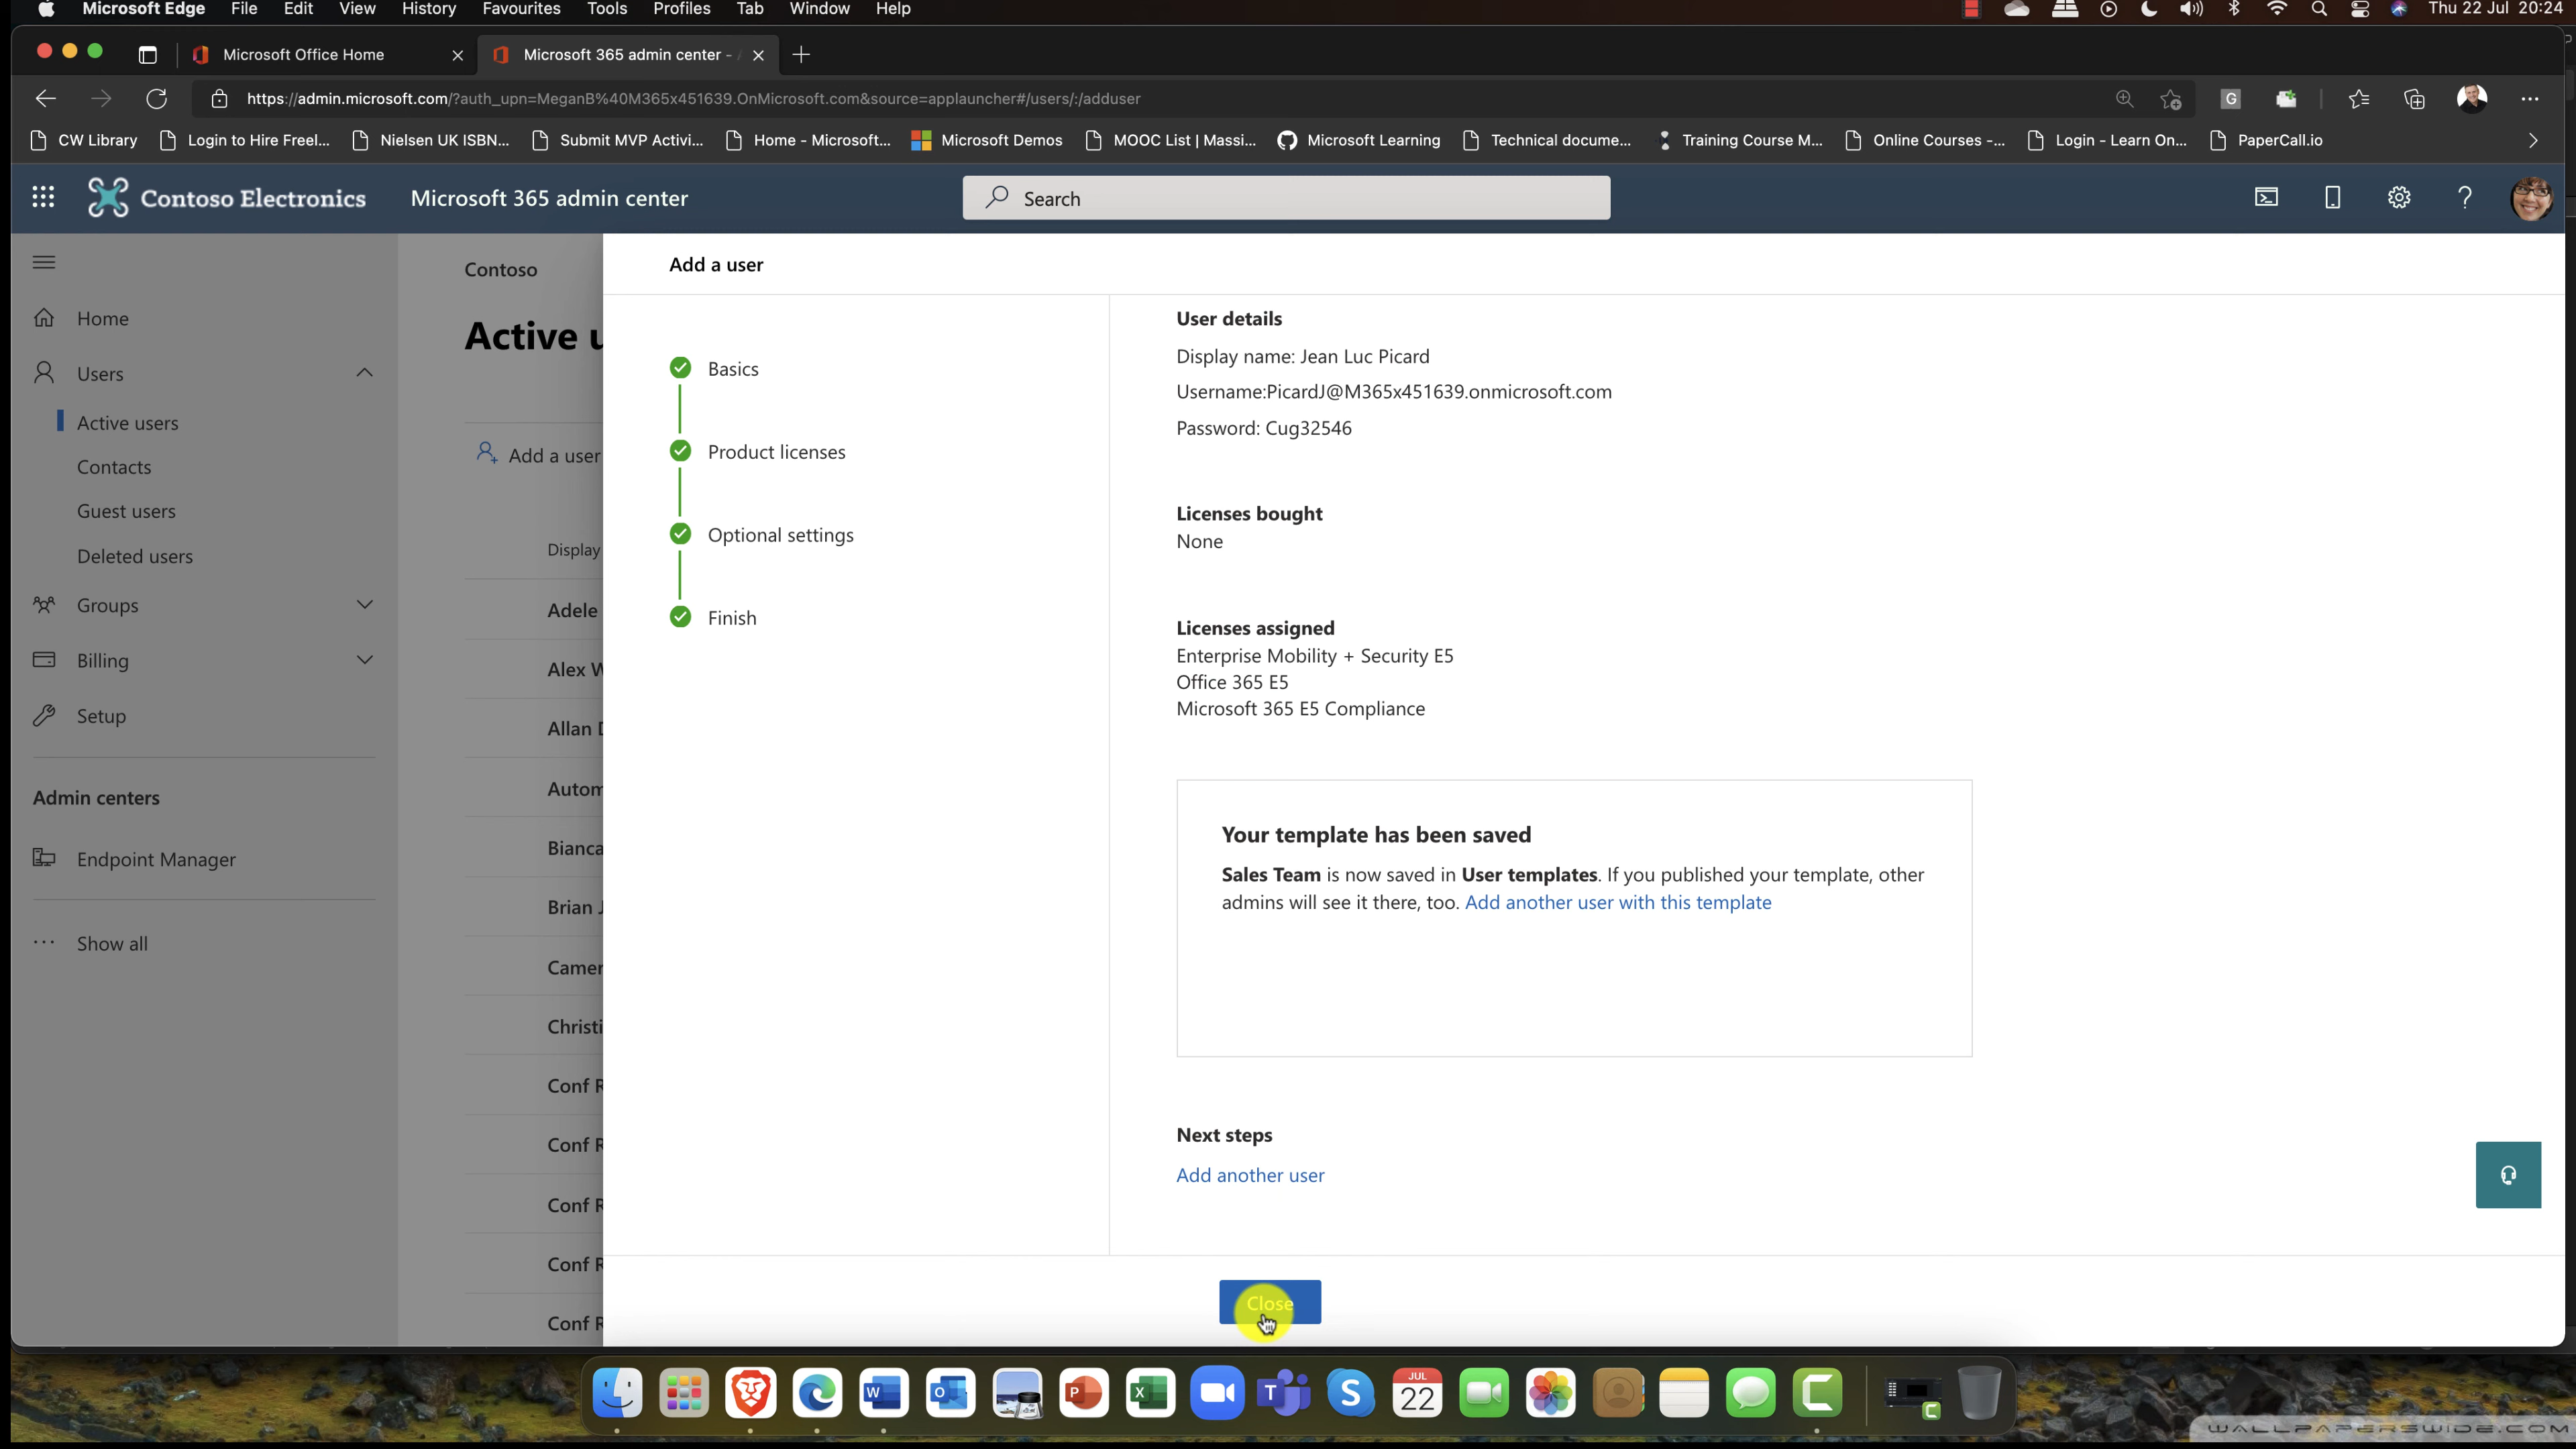 Microsoft Edge File Edit View History Favourites Tools Profiles Tab Window Help Thu 22 Jul 20:24
Microsoft Office Home Microsoft 365 admin center -
https://admin.microsoft.com/?auth_upn=MeganB%40M365x451639.OnMicrosoft.com&source=applauncher#/users/:/adduser
G
CW Library Login to Hire Freel... Nielsen UK ISBN... Submit MVP Activi... Home - Microsoft... Microsoft Demos MOOC List | Massi... Microsoft Learning Technical docume... Training Course M... Online Courses -... Login - Learn On... PaperCall.io
Contoso Electronics Microsoft 365 admin center Search
Home
Users
Active users
Contacts
Guest users
Deleted users
Groups
Billing
Setup
Admin centers
Endpoint Manager
Show all
Contoso
Active u
Add a user
Display
Adele
Alex W
Allan D
Autom
Bianca
Brian J
Camer
Christi
Conf R
Conf R
Conf R
Conf R
Conf R
Add a user
Basics
Product licenses
Optional settings
Finish
User details
Display name: Jean Luc Picard
Username:PicardJ@M365x451639.onmicrosoft.com
Password: Cug32546
Licenses bought
None
Licenses assigned
Enterprise Mobility + Security E5
Office 365 E5
Microsoft 365 E5 Compliance
Your template has been saved
Sales Team is now saved in User templates. If you published your template, other
admins will see it there, too. Add another user with this template
Next steps
Add another user
Close
W O P X T S JUL
22
WALLPAPERSWIDE.COM